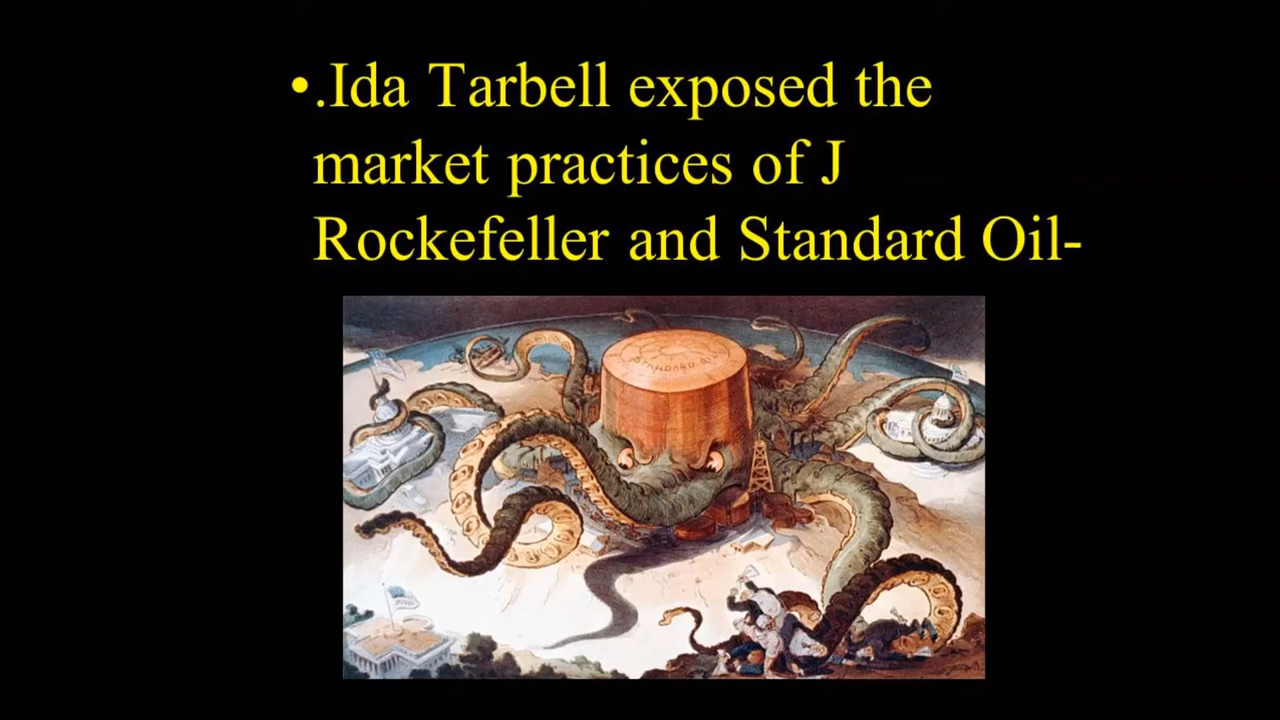 •.Ida Tarbell exposed the
market practices of J
Rockefeller and Standard Oil-
STANDARD OIL